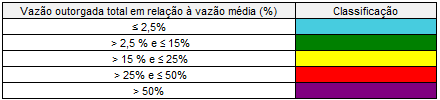 Vazão outorgada total em relação à vazão média (%) Classificação
≤ 2,5%
> 2,5 % e ≤ 15%
> 15 % e ≤ 25%
> 25% e ≤ 50%
> 50%